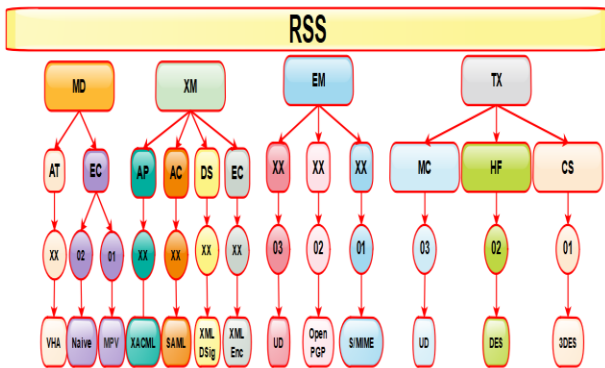 RSS
MD XM EM TX
AT EC AP AC DS EC XX XX XX MC HF CS
XX 02 01 XX XX XX XX 03 02 01 03 02 01
VHA Naive MPV XACML SAML XML DSig XML Enc UD Open PGP S/MIME UD DES 3DES